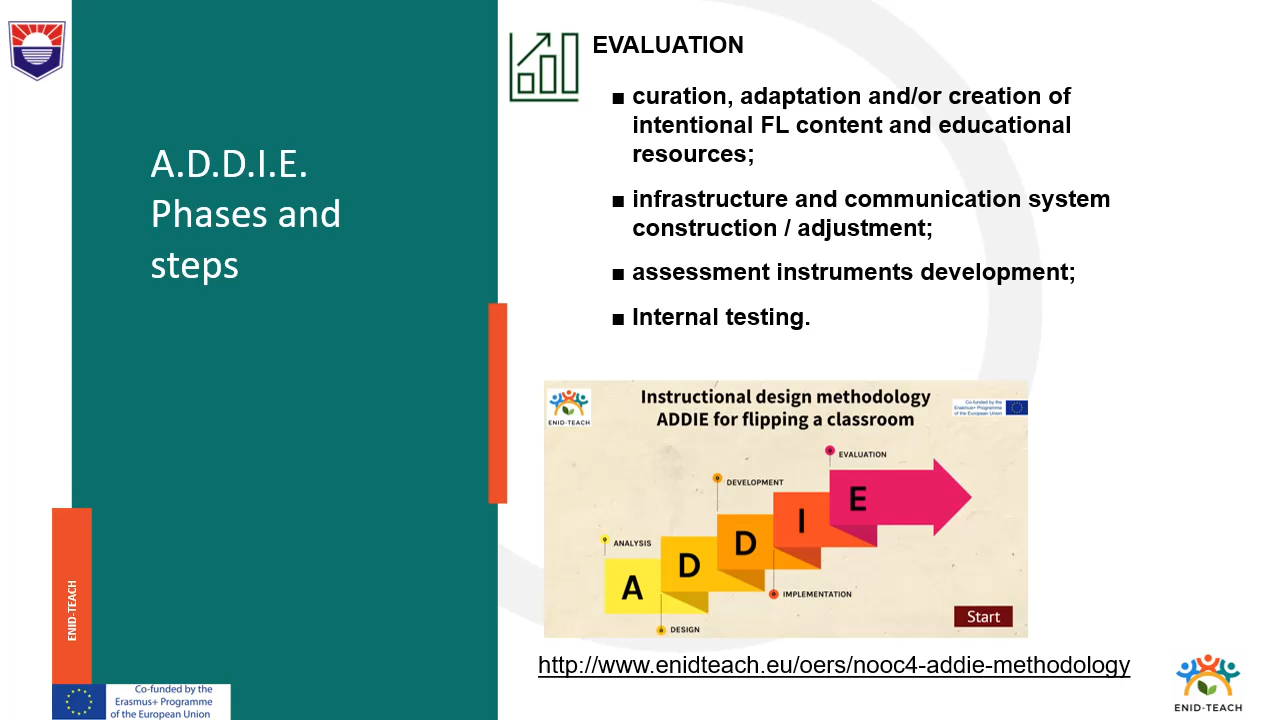 A.D.D.I.E.
Phases and
steps
ENID-TEACH
Co-funded by the
Erasmus+ Programme
of the European Union
EVALUATION
■ curation, adaptation and/or creation of
intentional FL content and educational
resources;
■ infrastructure and communication system
construction / adjustment;
■ assessment instruments development;
■ Internal testing.
ENID-TEACH
Instructional design methodology
ADDIE for flipping a classroom
Co-funded by the
Erasmus+ Programme
of the European Union
EVALUATION
DEVELOPMENT
ANALYSIS
A
D
D
I
E
IMPLEMENTATION
DESIGN
Start
http://www.enidteach.eu/oers/nooc4-addie-methodology
ENID-TEACH